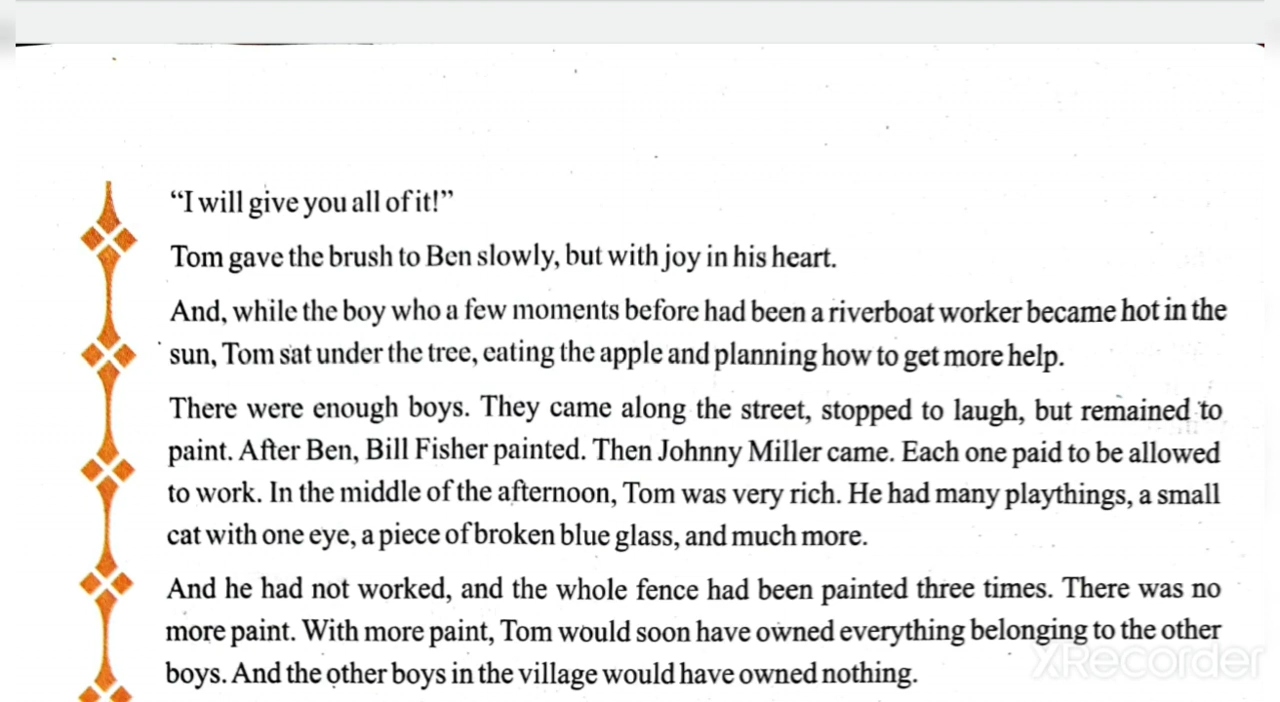 “I will give you all of it!”
Tom gave the brush to Ben slowly, but with joy in his heart.
And, while the boy who a few moments before had been a riverboat worker became hot in the
sun, Tom sat under the tree, eating the apple and planning how to get more help.
There were enough boys. They came along the street, stopped to laugh, but remained to
paint. After Ben, Bill Fisher painted. Then Johnny Miller came. Each one paid to be allowed
to work. In the middle of the afternoon, Tom was very rich. He had many playthings, a small
cat with one eye, a piece of broken blue glass, and much more.
And he had not worked, and the whole fence had been painted three times. There was no
more paint. With more paint, Tom would soon have owned everything belonging to the other
boys. And the other boys in the village would have owned nothing.
XRecorder